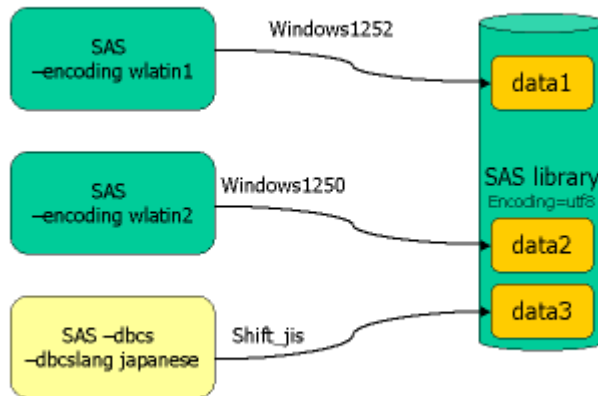 SAS
–encoding wlatin1
Windows1252
data1
SAS
–encoding wlatin2
Windows1250
SAS library
Encoding=utf8
data2
SAS –dbcs
–dbcslang japanese
Shift_jis
data3